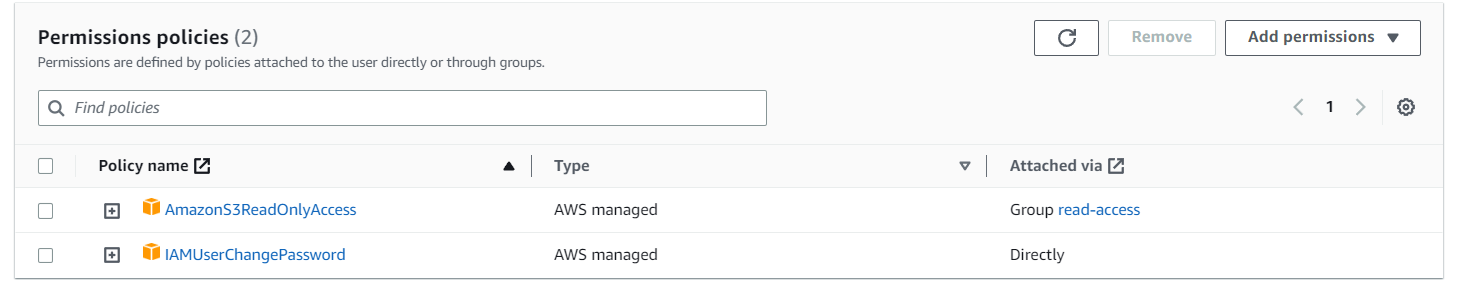 Permissions policies (2)
Remove
Add permissions
Permissions are defined by policies attached to the user directly or through groups.
Find policies
1
Policy name Type Attached via
AmazonS3ReadOnlyAccess AWS managed Group read-access
IAMUserChangePassword AWS managed Directly